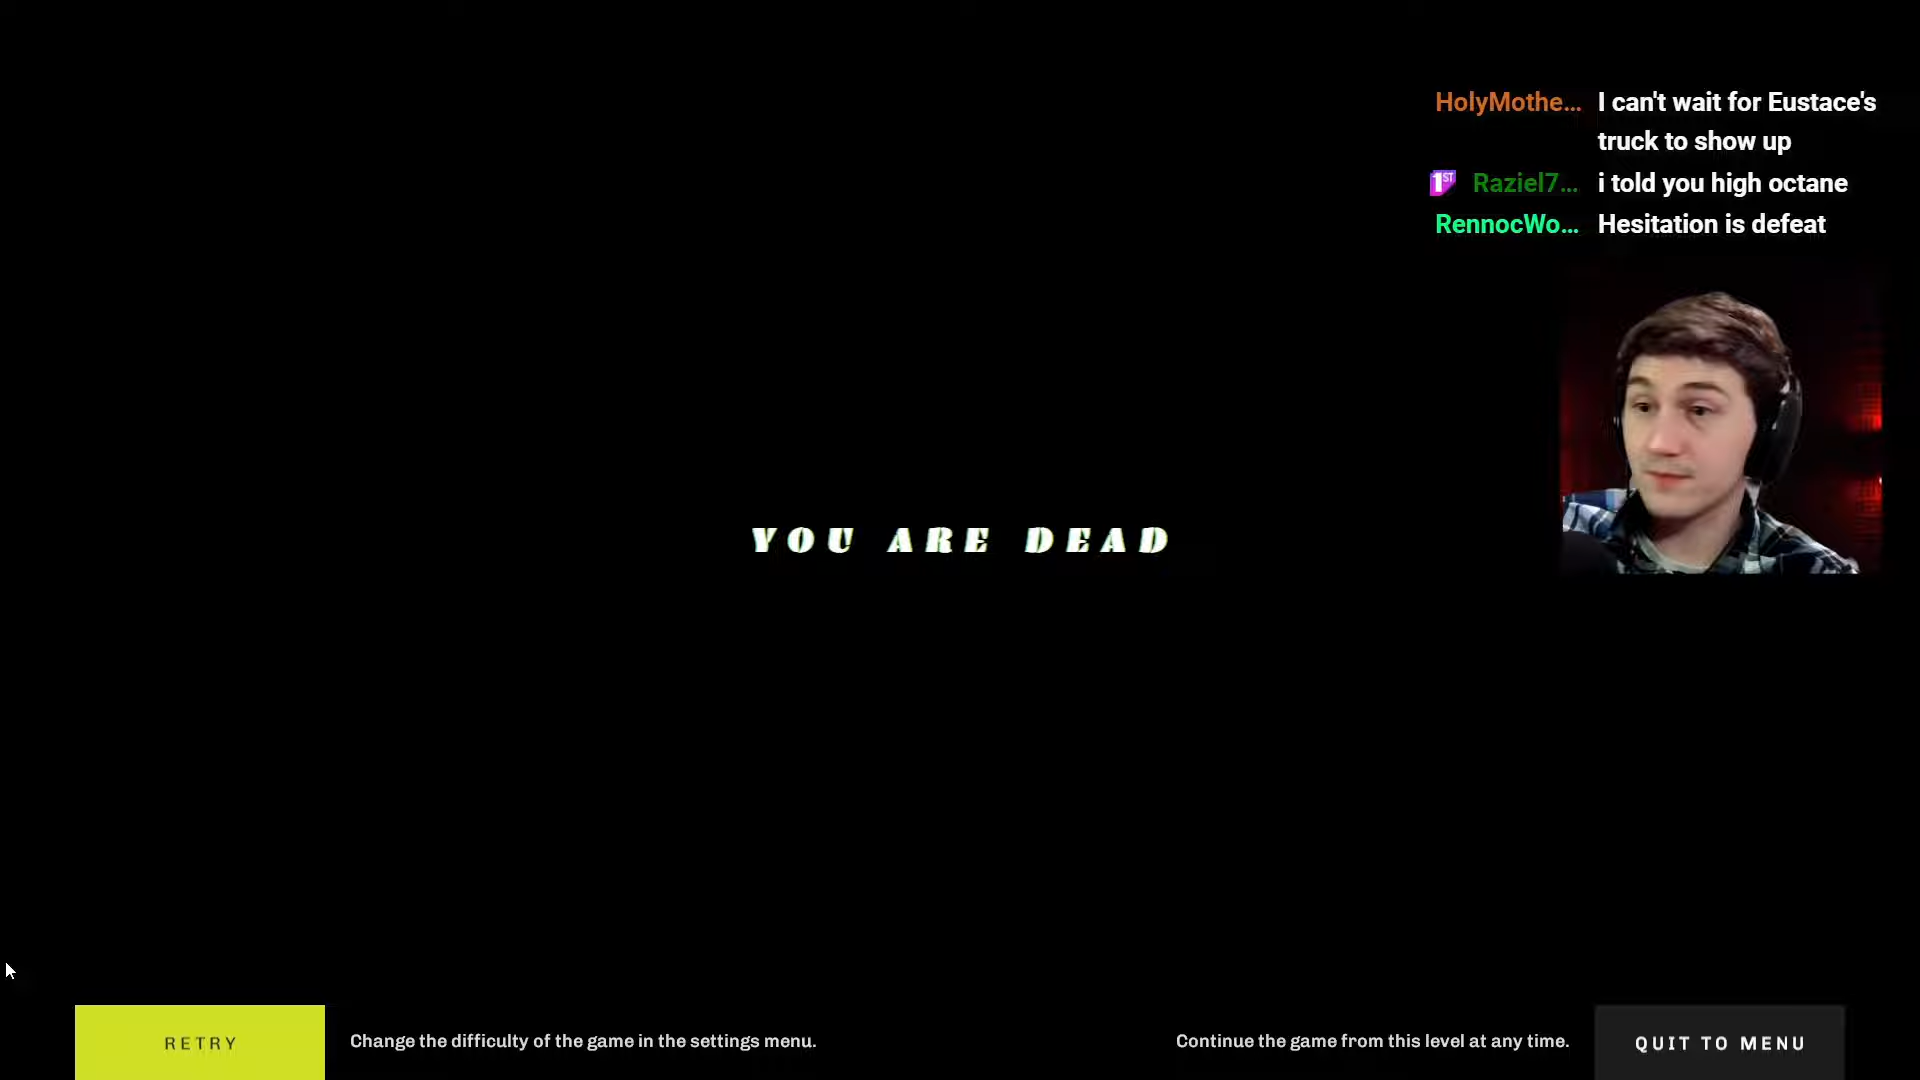 HolyMothe... I can't wait for Eustace's
truck to show up
1ST Raziel7... i told you high octane
RennocWo... Hesitation is defeat
YOU ARE DEAD
RETRY
Change the difficulty of the game in the settings menu.
Continue the game from this level at any time.
QUIT TO MENU